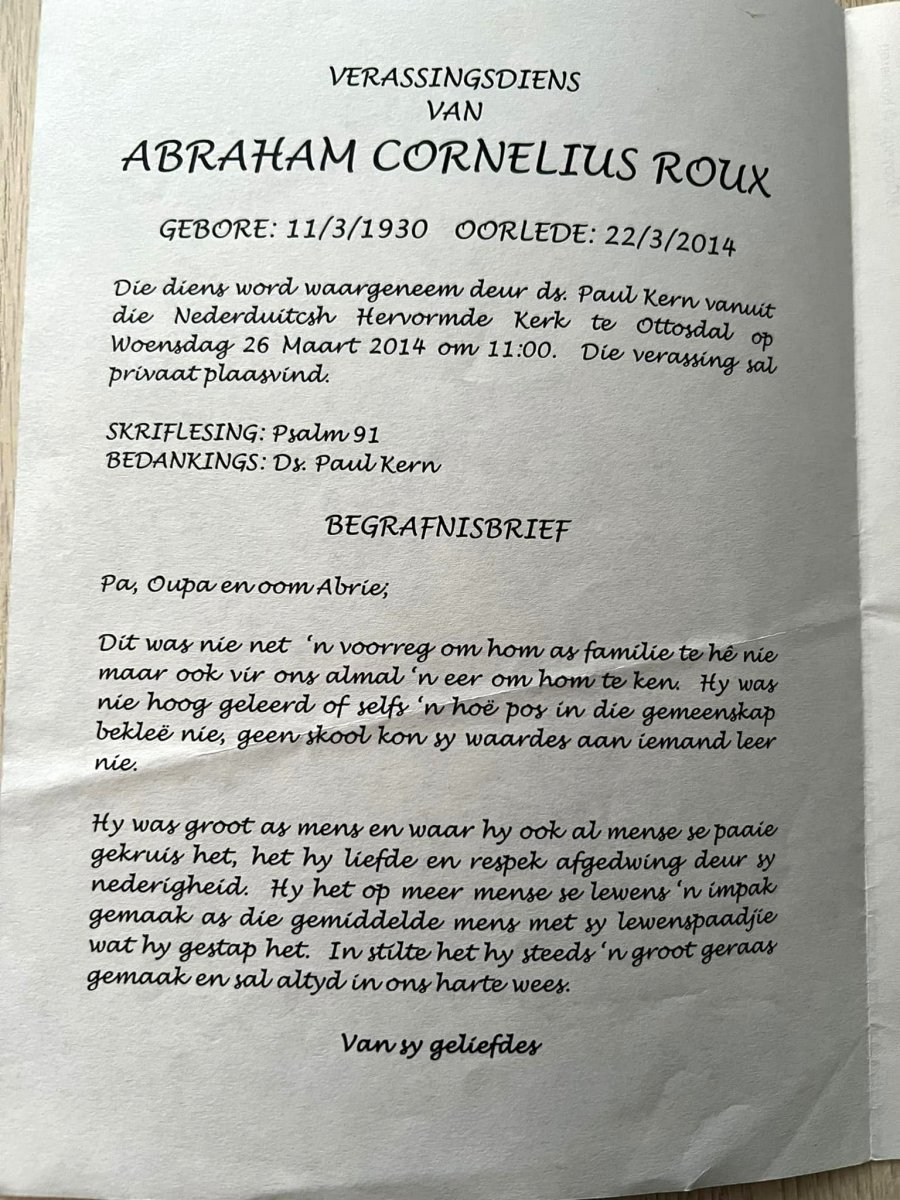 VERASSINGSDIENS
VAN
ABRAHAM CORNELIUS ROUX
GEBORE: 11/3/1930 OORLEDE: 22/3/2014
Die diens word waargeneem deur ds. Paul Kern vanuit
die Nederduitcsh Hervormde Kerk te Ottosdal op
Woensdag 26 Maart 2014 om 11:00. Die verassing sal
privaat plaasvind.
SKRIFLESING: Psalm 91
BEDANKINGS: Ds. Paul Kern
BEGRAFNISBRIEF
Pa, Oupa en oom Abrie;
Dit was nie net ‘n voorreg om hom as familie te hê nie
maar ook vir ons almal ‘n eer om hom te ken. Hy was
nie hoog geleerd of selfs ‘n hoë pos in die gemeenskap
bekleë nie, geen skool kon sy waardes aan iemand leer
nie.
Hy was groot as mens en waar hy ook al mense se paaie
gekruis het, het hy liefde en respek afgedwing deur sy
nederigheid. Hy het op meer mense se lewens ‘n impak
gemaak as die gemiddelde mens met sy lewenspaadjie
wat hy gestap het. In stilte het hy steeds ‘n groot geraas
gemaak en sal altyd in ons harte wees.
Van sy geliefdes